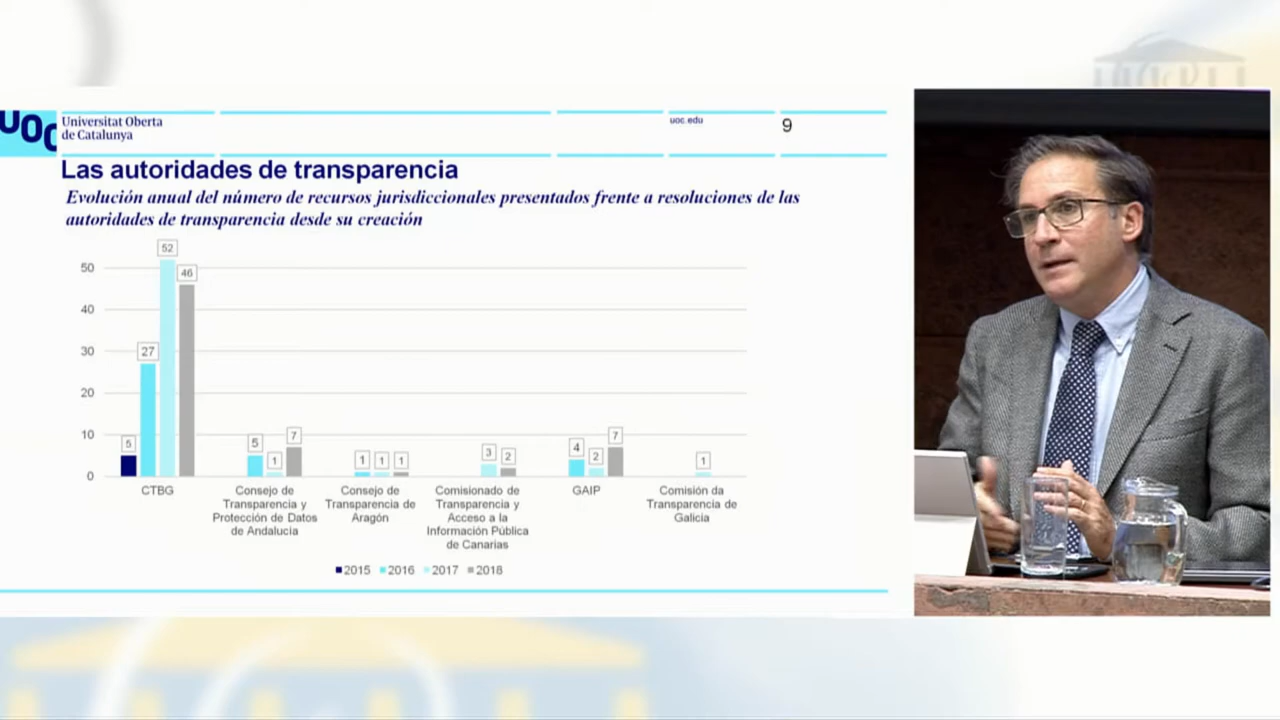 UOC
Universitat Oberta
de Catalunya
uoc.edu
9
Las autoridades de transparencia
Evolución anual del número de recursos jurisdiccionales presentados frente a resoluciones de las
autoridades de transparencia desde su creación
50
40
30
20
10
0
5
27
52
46
5
1
7
1
1
1
3
2
4
2
7
1
CTBG
Consejo de
Transparencia y
Protección de Datos
de Andalucía
Consejo de
Transparencia de
Aragón
Comisionado de
Transparencia y
Acceso a la
Información Pública
de Canarias
GAIP
Comisión da
Transparencia de
Galicia
2015 2016 2017 2018